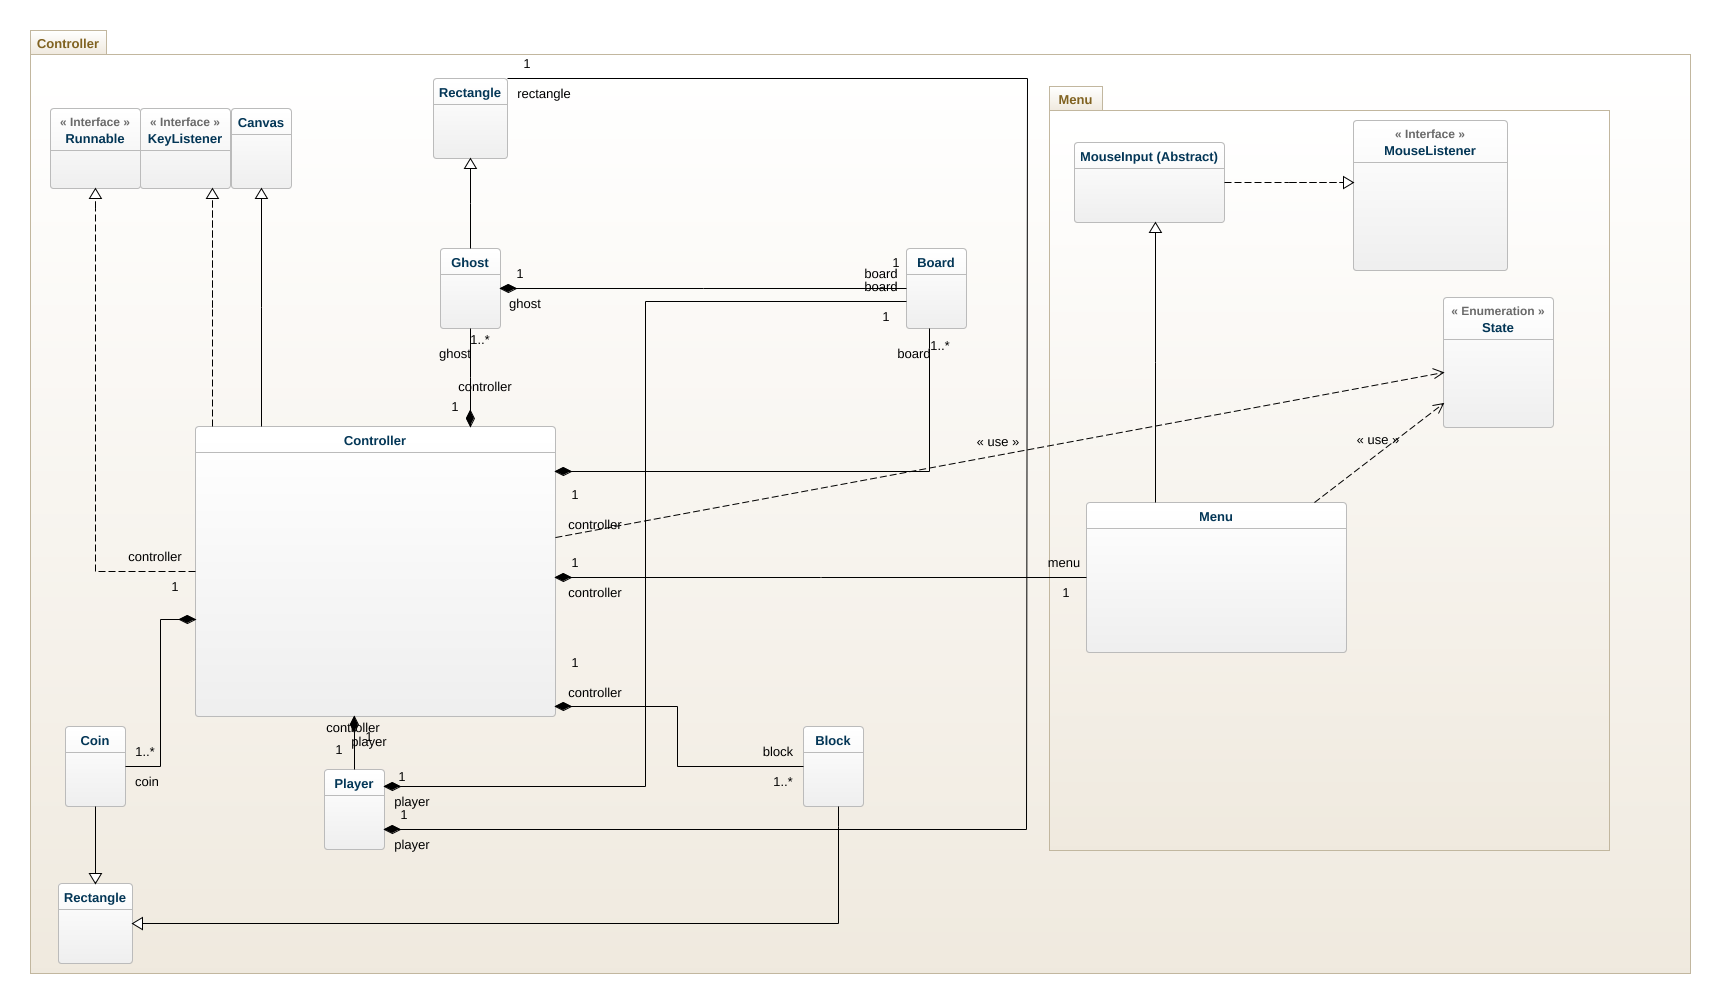 Controller
1
rectangle
Rectangle
Menu
« Interface »
Runnable
« Interface »
KeyListener
Canvas
« Interface »
MouseListener
MouseInput (Abstract)
Ghost
1
ghost
1
board
board
1
Board
« Enumeration »
State
1..*
ghost
controller
1
1..*
board
Controller
« use »
« use »
1
controller
Menu
controller
1
1
controller
menu
1
1
controller
controller
1
player
1
Coin
1..*
coin
Player
1
player
1
player
block
1..*
Block
Rectangle